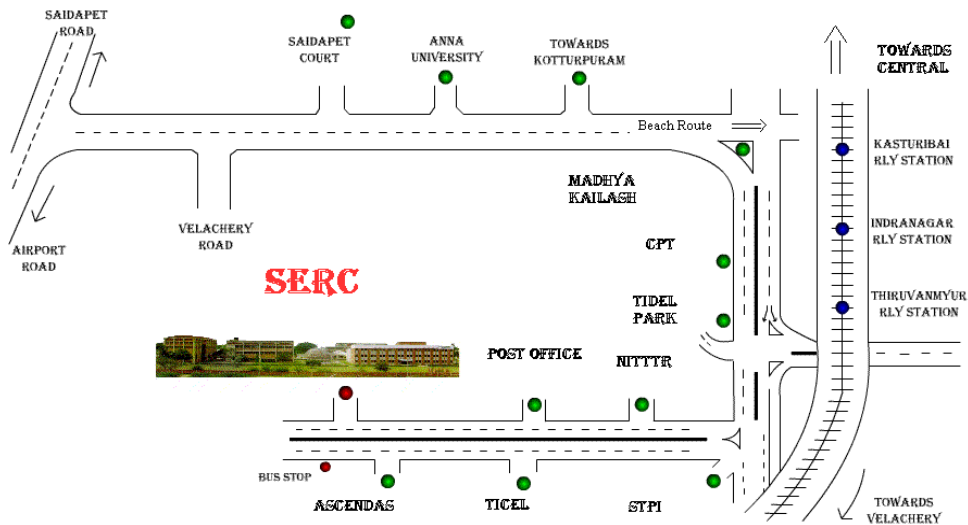 SAIDAPET
ROAD
SAIDAPET
COURT
ANNA
UNIVERSITY
TOWARDS
KOTTURPURAM
TOWARDS
CENTRAL
Beach Route
KASTURIBAI
RLY STATION
MADHYA
KAILASH
VELACHERY
ROAD
AIRPORT
ROAD
INDRANAGAR
RLY STATION
CPT
SERC
TIDEL
PARK
THIRUVANMYUR
RLY STATION
POST OFFICE
NITTTR
BUS STOP
ASCENDAS
TICEL
STPI
TOWARDS
VELACHERY